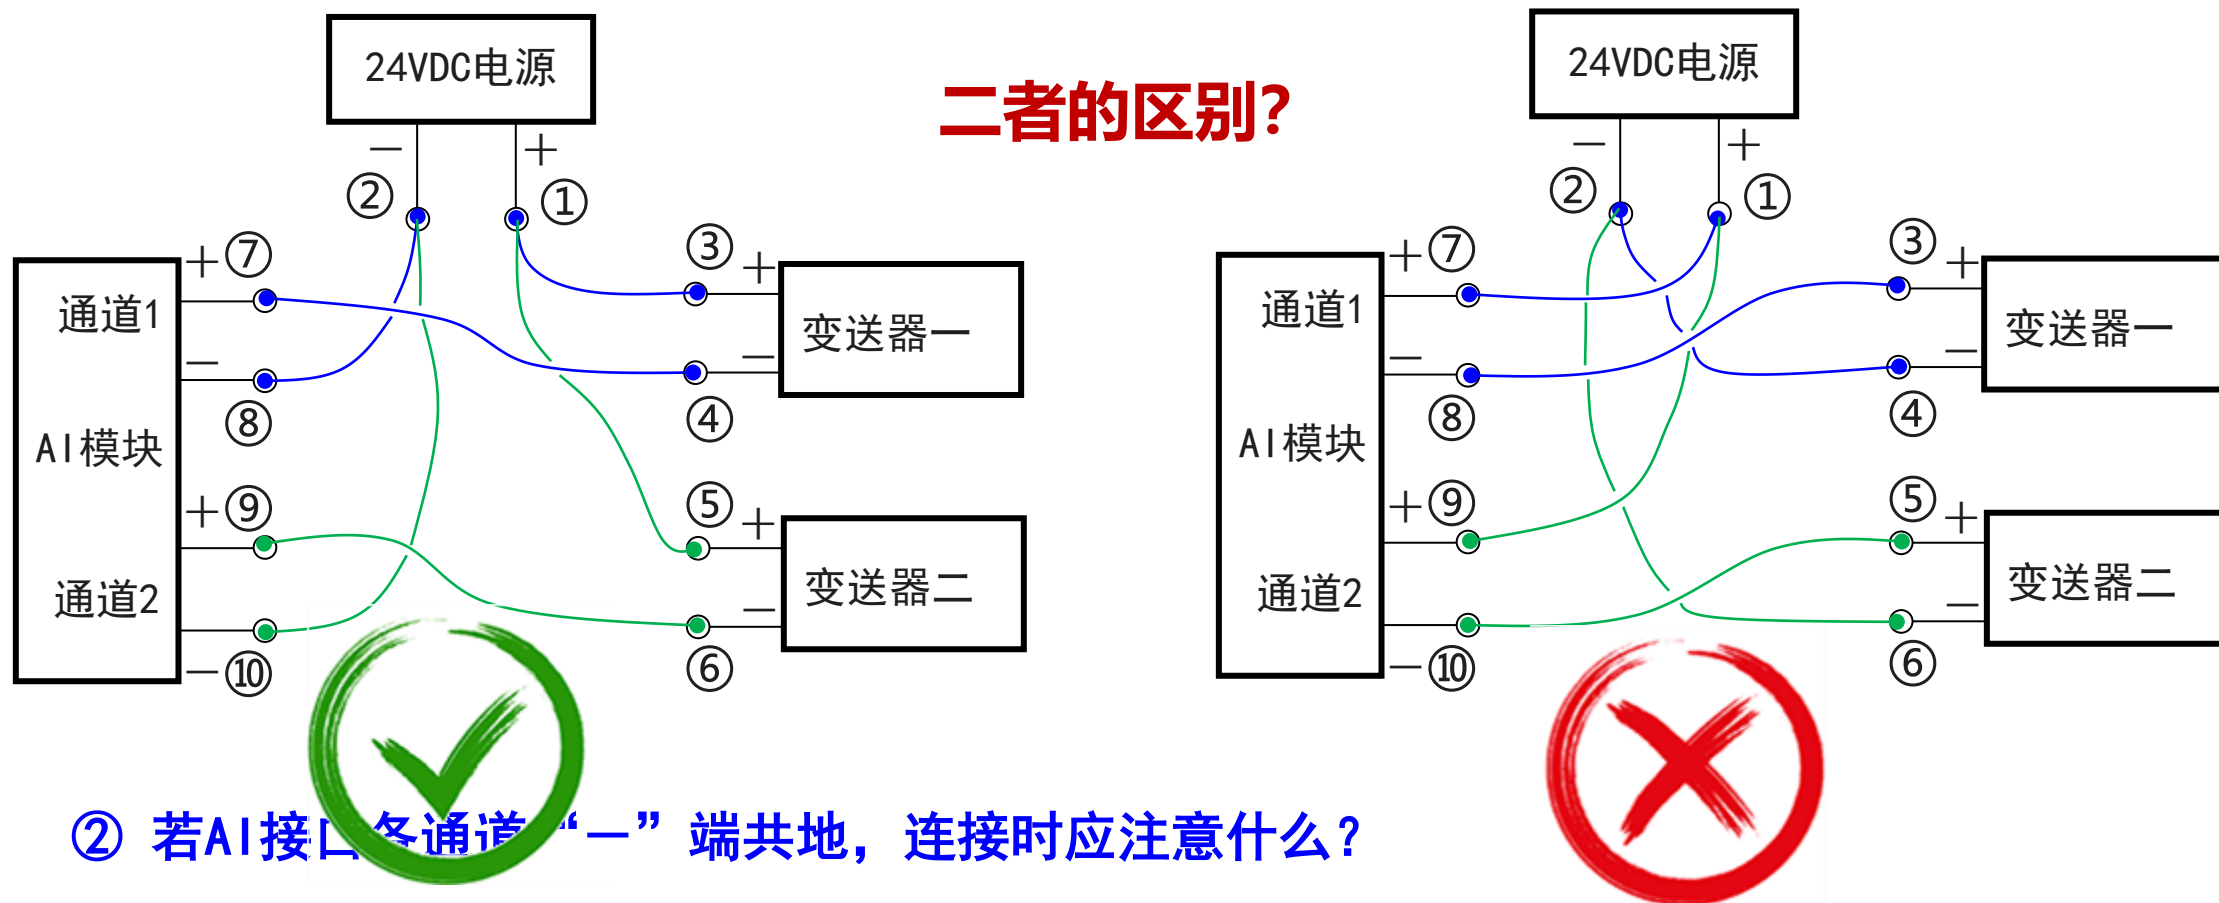 24VDC电源
二者的区别?
24VDC电源
— +
② ①
— +
② ①
+ ⑦
③ +
+ ⑦
③ +
通道1
变送器一
通道1
变送器一
— ⑧
— ④
— ⑧
— ④
AI模块
AI模块
+ ⑨
⑤ +
+ ⑨
⑤ +
通道2
变送器二
通道2
变送器二
— ⑩
— ⑥
— ⑩
— ⑥
② 若AI接口各通道“—”端共地，连接时应注意什么？